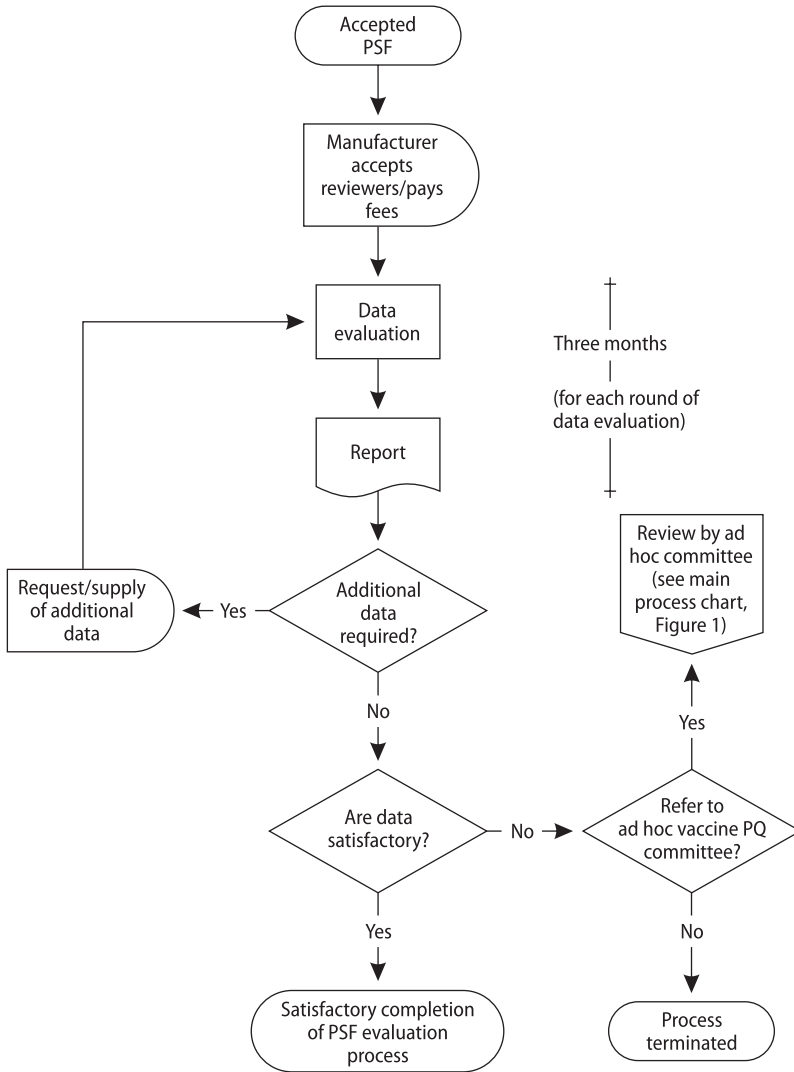 Accepted
PSF
Manufacturer
accepts
reviewers/pays
fees
Data
evaluation
Three months
(for each round of
data evaluation)
Report
Review by ad
hoc committee
(see main
process chart,
Figure 1)
Request/supply
of additional
data
Yes
Additional
data
required?
No
Yes
Are data
satisfactory?
No
Refer to
ad hoc vaccine PQ
committee?
Yes
No
Satisfactory completion
of PSF evaluation
process
Process
terminated